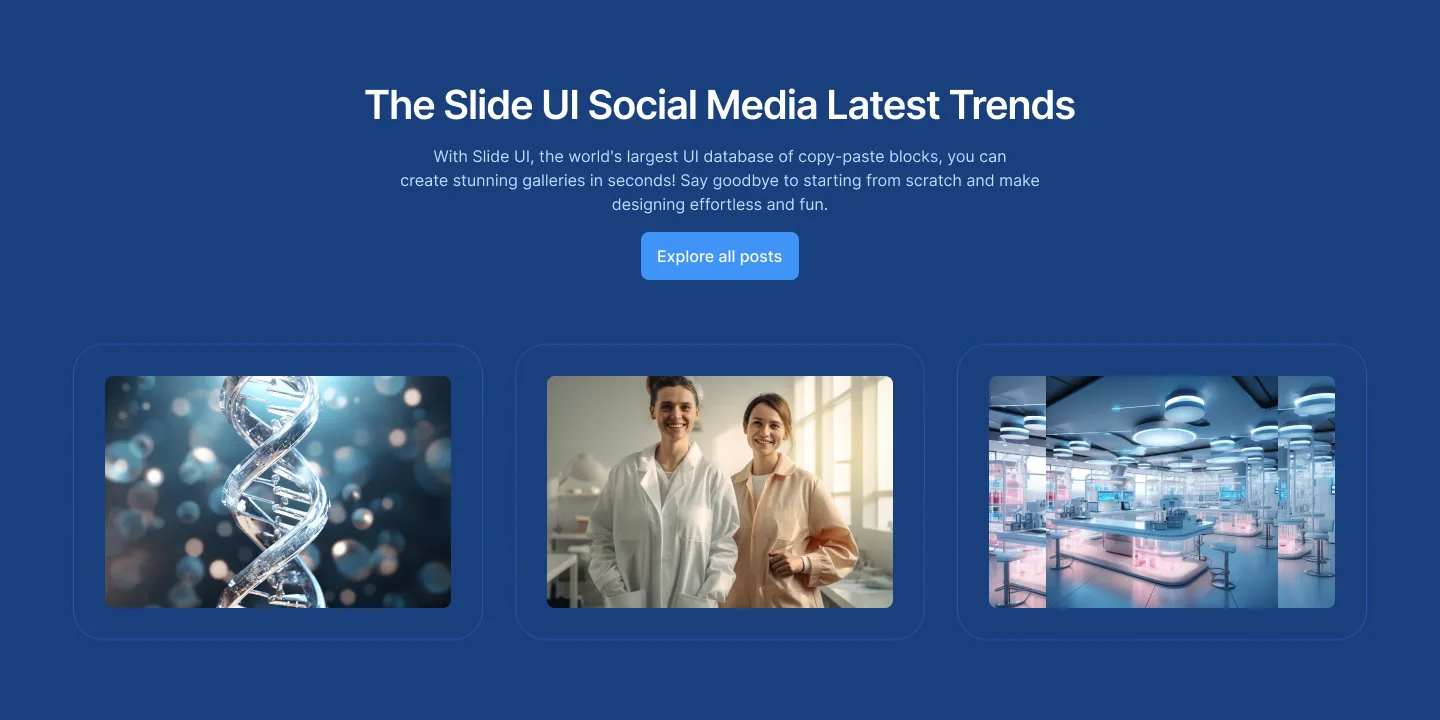 The Slide UI Social Media Latest Trends
With Slide UI, the world's largest UI database of copy-paste blocks, you can
create stunning galleries in seconds! Say goodbye to starting from scratch and make
designing effortless and fun.
Explore all posts